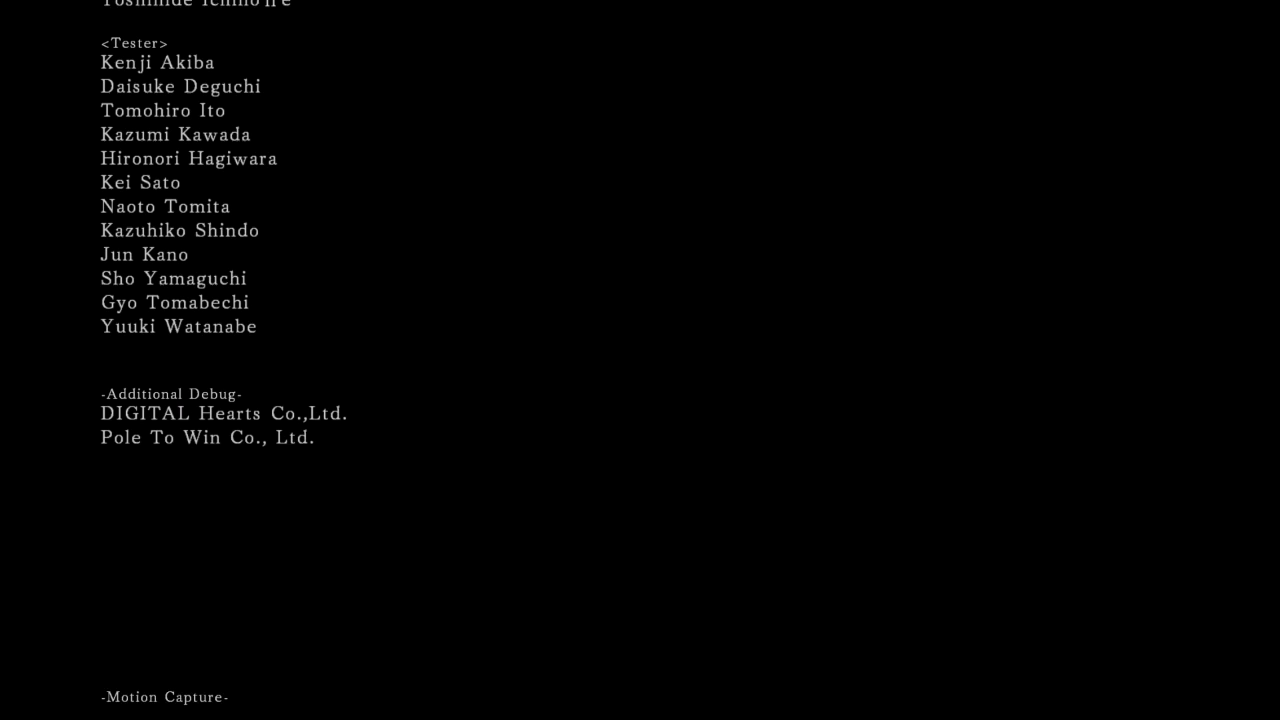 <Tester>
Kenji Akiba
Daisuke Deguchi
Tomohiro Ito
Kazumi Kawada
Hironori Hagiwara
Kei Sato
Naoto Tomita
Kazuhiko Shindo
Jun Kano
Sho Yamaguchi
Gyo Tomabechi
Yuuki Watanabe
-Additional Debug-
DIGITAL Hearts Co.,Ltd.
Pole To Win Co., Ltd.
-Motion Capture-